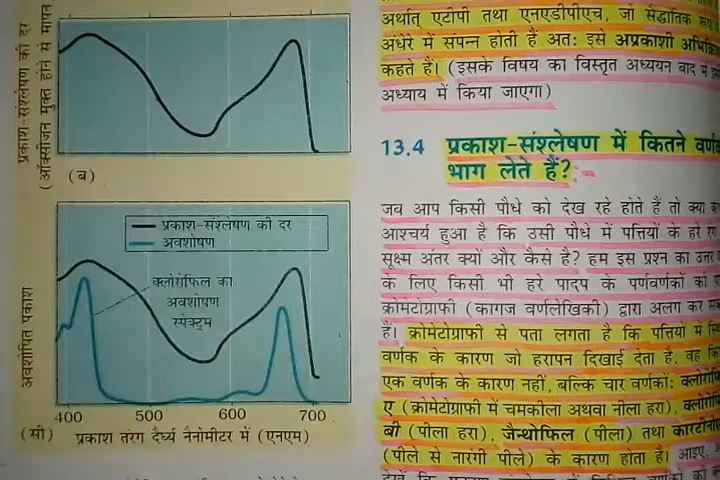 प्रकाश-संश्लेषण की दर
(ऑक्सीजन मुक्त होने से मापन
(ब)
प्रकाश-संश्लेषण की दर
अवशोषण
क्लोरोफिल का
अवशोषण
स्पेक्ट्रम
अवशोषित प्रकाश
400 500 600 700
(सी) प्रकाश तरंग दैर्ध्य नैनोमीटर में (एनएम)
अर्थात् एटीपी तथा एनएडीपीएच, जो सैद्धांतिक रूप
अंधेरे में संपन्न होती हैं अतः इसे अप्रकाशी
कहते हैं। (इसके विषय का विस्तृत अध्ययन बाद में
अध्याय में किया जाएगा)
13.4 प्रकाश-संश्लेषण में कितने
भाग लेते हैं?
जब आप किसी पौधे को देख रहे होते हैं तो क्या
आश्चर्य हुआ है कि उसी पौधे में पत्तियों के हरे
सूक्ष्म अंतर क्यों और कैसे है? हम इस प्रश्न का उत्तर
के लिए किसी भी हरे पादप के पर्णवर्णकों को
क्रोमेटोग्राफी (कागज वर्णलेखिकी) द्वारा अलग कर
हैं। क्रोमेटोग्राफी से पता लगता है कि पत्तियों में
वर्णक के कारण जो हरापन दिखाई देता है, वह
एक वर्णक के कारण नहीं, बल्कि चार वर्णकों:
ए (क्रोमेटोग्राफी में चमकीला अथवा नीला हरा),
बी (पीला हरा), जैन्थोफिल (पीला) तथा
(पीले से नारंगी पीले) के कारण होता है। आइए,